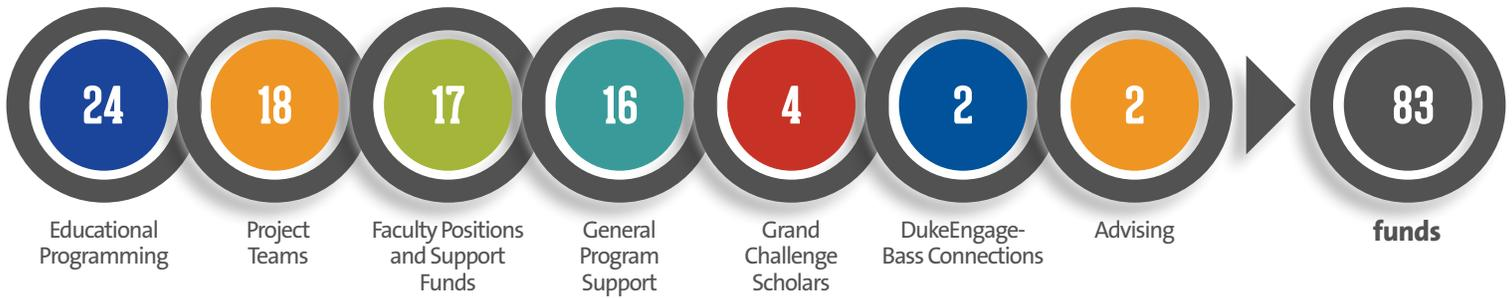 24
18
17
16
4
2
2
83
Educational
Programming
Project
Teams
Faculty Positions
and Support
Funds
General
Program
Support
Grand
Challenge
Scholars
DukeEngage-
Bass Connections
Advising
funds